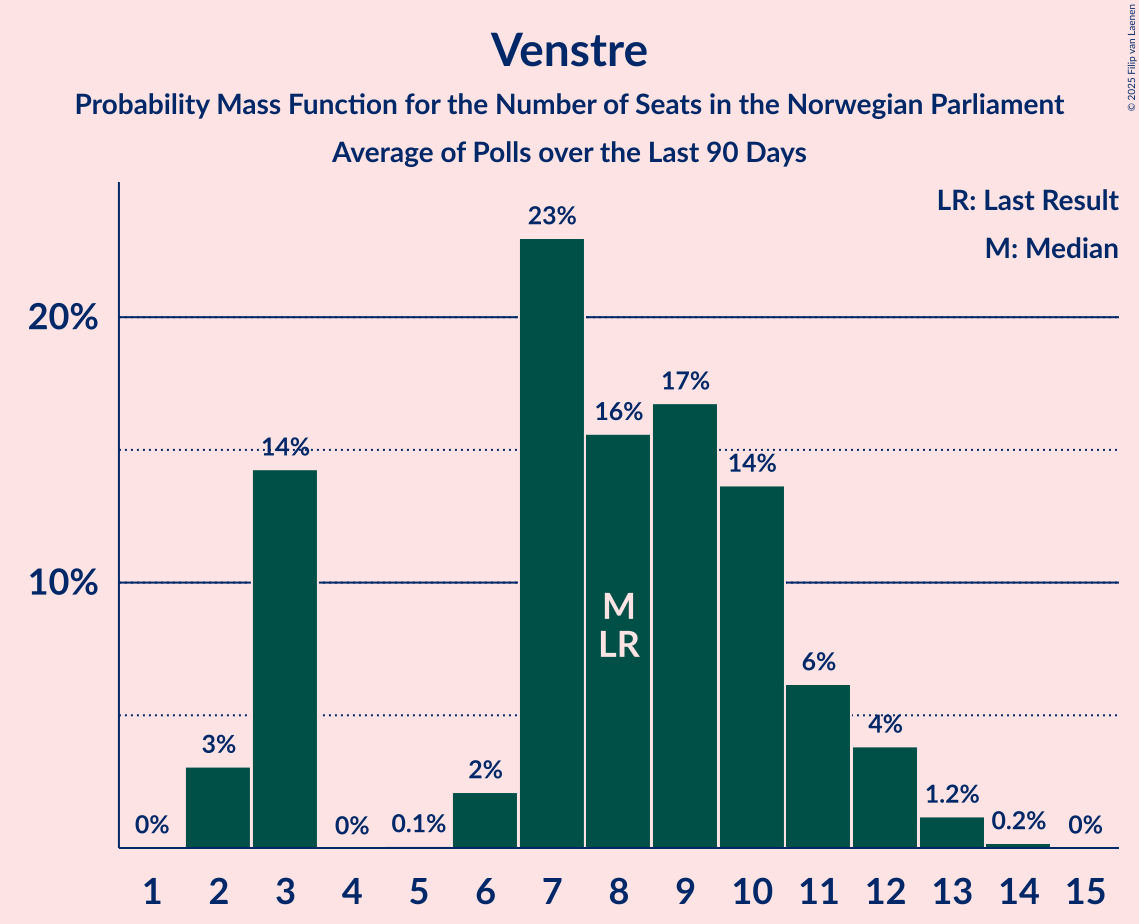 © 2025 Filip van Laenen
Venstre
Probability Mass Function for the Number of Seats in the Norwegian Parliament
Average of Polls over the Last 90 Days
LR: Last Result
M: Median
20%
10%
0%
3%
14%
0%
0.1%
2%
23%
16%
17%
14%
6%
4%
1.2%
0.2%
0%
M
LR
1 2 3 4 5 6 7 8 9 10 11 12 13 14 15